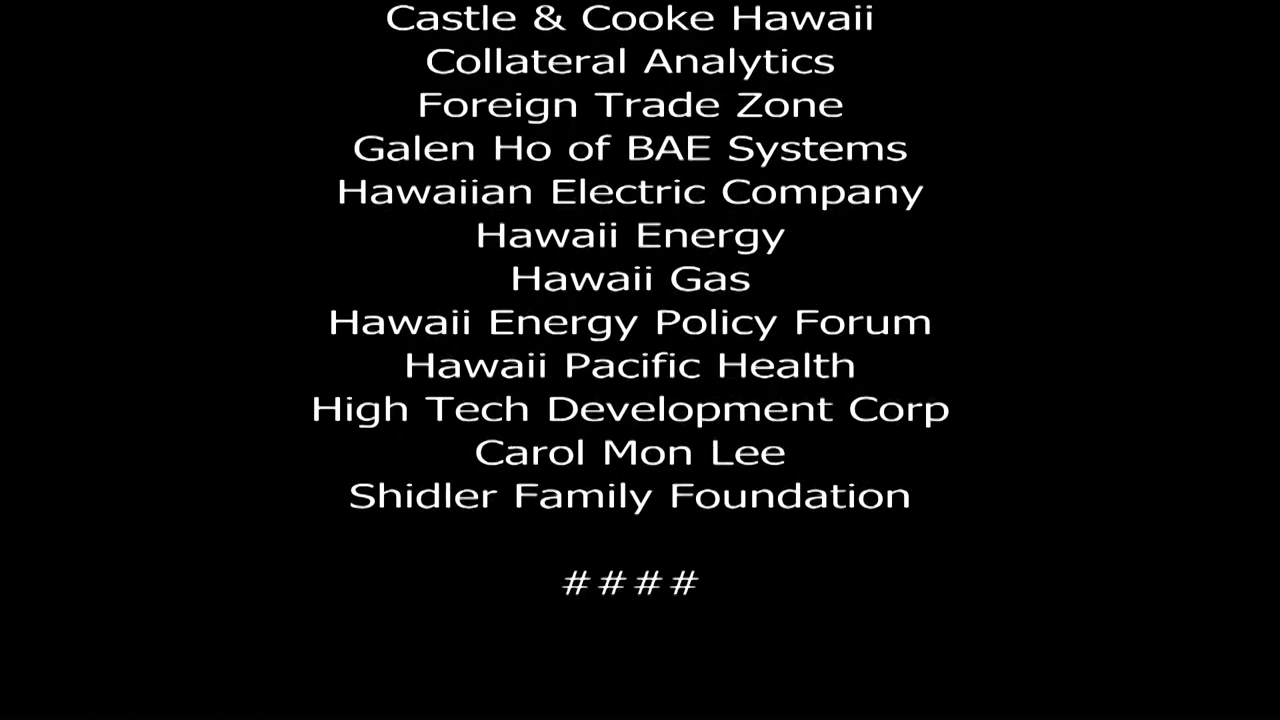 Castle & Cooke Hawaii
Collateral Analytics
Foreign Trade Zone
Galen Ho of BAE Systems
Hawaiian Electric Company
Hawaii Energy
Hawaii Gas
Hawaii Energy Policy Forum
Hawaii Pacific Health
High Tech Development Corp
Carol Mon Lee
Shidler Family Foundation
####